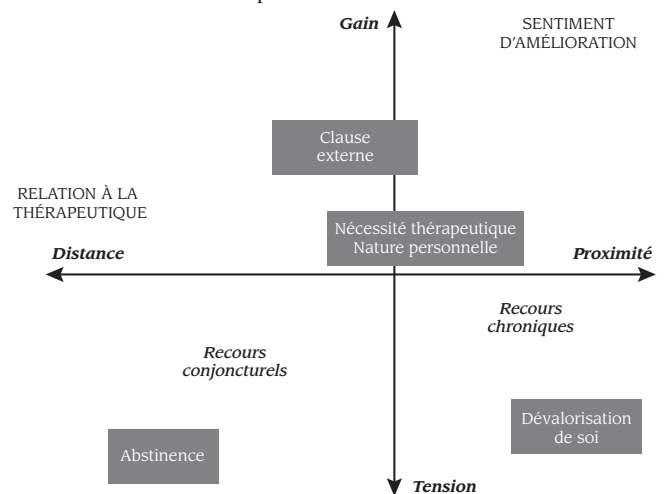 Gain
SENTIMENT
D'AMÉLIORATION
Clause
externe
RELATION À LA
THÉRAPEUTIQUE
Nécessité thérapeutique
Nature personnelle
Distance
Proximité
Recours
chroniques
Recours
conjoncturels
Dévalorisation
de soi
Abstinence
Tension